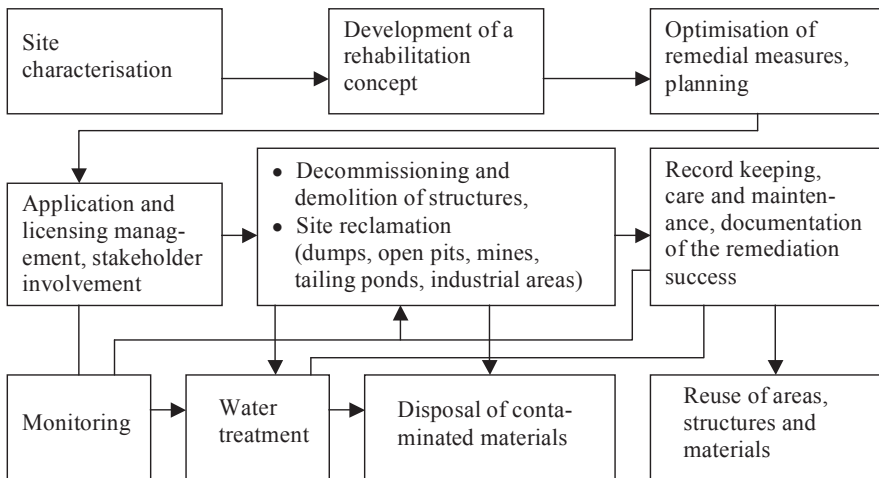 Site
characterisation
Development of a
rehabilitation
concept
Optimisation of
remedial measures,
planning
Application and
licensing manag-
ement, stakeholder
involvement
• Decommissioning and
demolition of structures,
• Site reclamation
(dumps, open pits, mines,
tailing ponds, industrial areas)
Record keeping,
care and mainten-
ance, documentation
of the remediation
success
Monitoring
Water
treatment
Disposal of conta-
minated materials
Reuse of areas,
structures and
materials